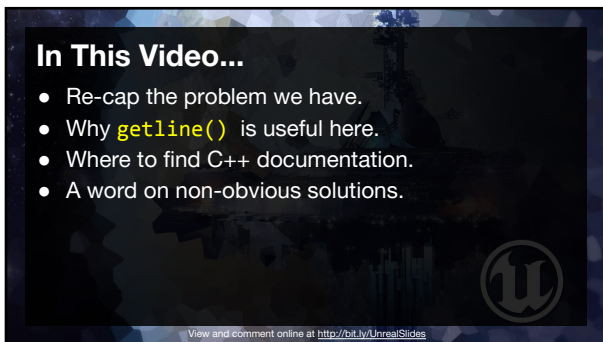 In This Video...
● Re-cap the problem we have.
● Why getline() is useful here.
● Where to find C++ documentation.
● A word on non-obvious solutions.
View and comment online at http://bit.ly/UnrealSlides